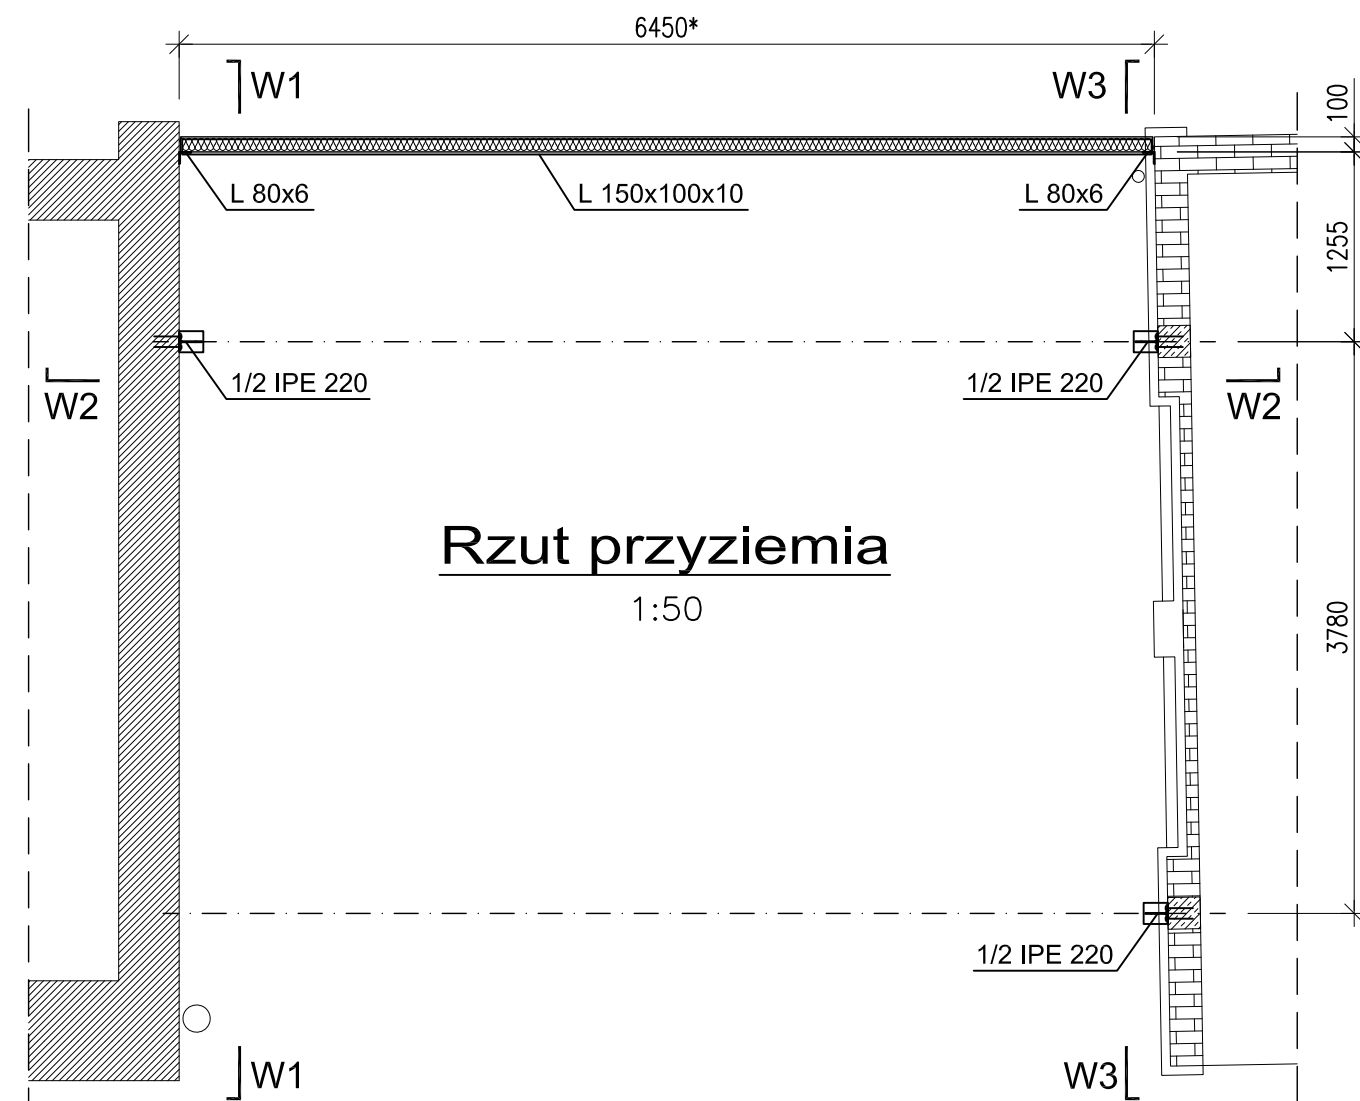 6450*
W1
W3
100
L 80x6
L 150x100x10
L 80x6
1255
1/2 IPE 220
1/2 IPE 220
W2
W2
Rzut przyziemia
1:50
3780
1/2 IPE 220
W1
W3